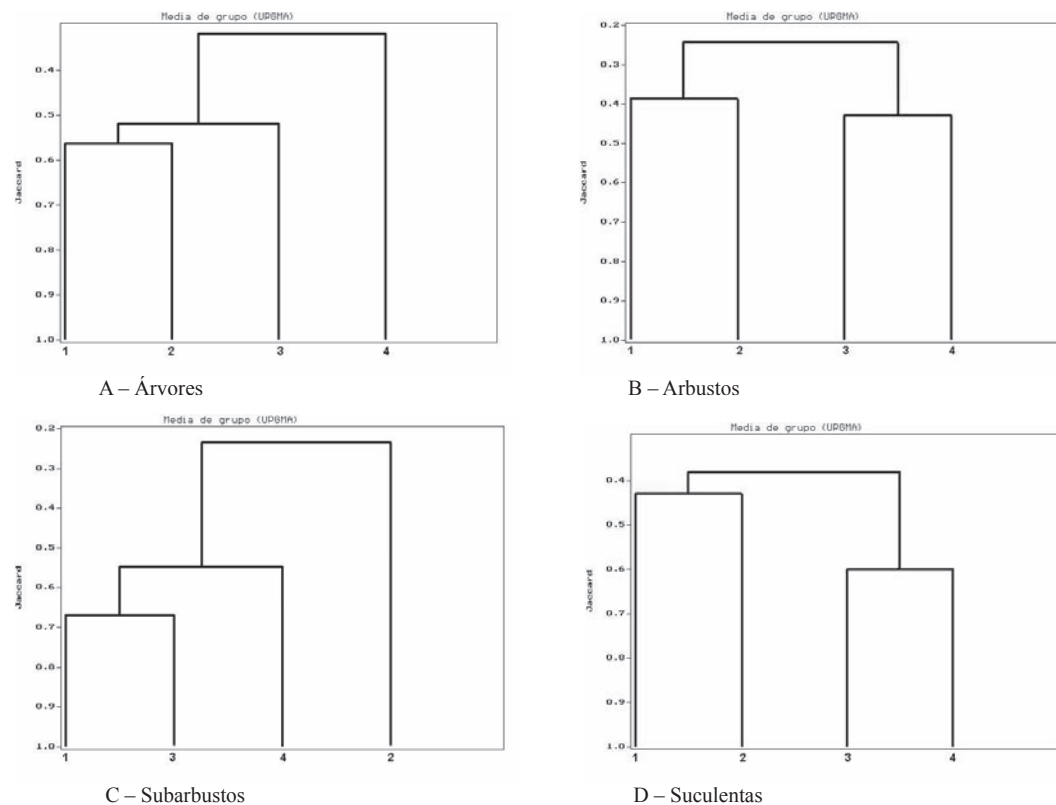 Media de grupo (UPGMA)
0.4
0.5
0.6
0.7
0.8
0.9
1.0
Jaccard
1 2 3 4
A – Árvores
Media de grupo (UPGMA)
0.2
0.3
0.4
0.5
0.6
0.7
0.8
0.9
1.0
Jaccard
1 2 3 4
B – Arbustos
Media de grupo (UPGMA)
0.2
0.3
0.4
0.5
0.6
0.7
0.8
0.9
1.0
Jaccard
1 3 4 2
C – Subarbustos
Media de grupo (UPGMA)
0.4
0.5
0.6
0.7
0.8
0.9
1.0
Jaccard
1 2 3 4
D – Suculentas